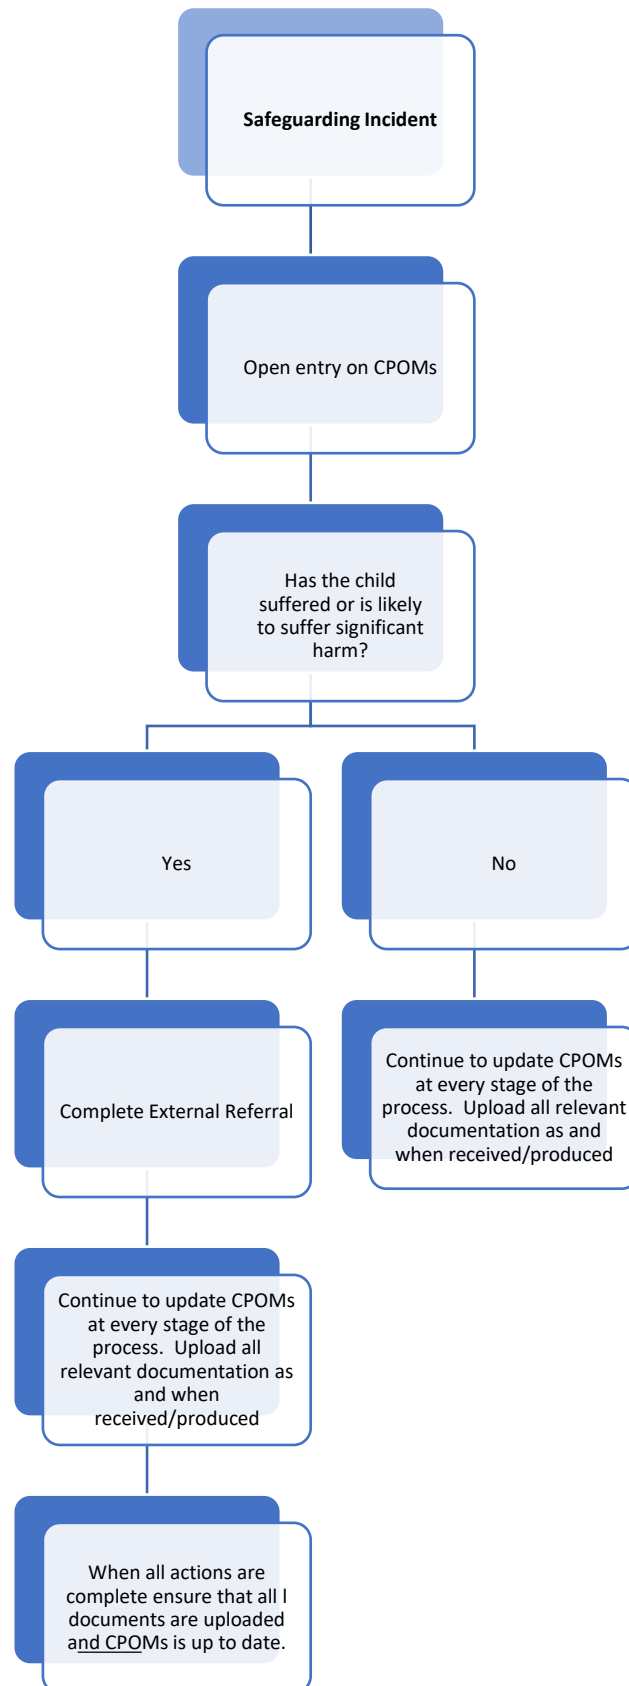 Safeguarding Incident
Open entry on CPOMs
Has the child
suffered or is likely
to suffer significant
harm?
Yes
No
Complete External Referral
Continue to update CPOMs
at every stage of the
process.  Upload all relevant
documentation as and
when received/produced
Continue to update CPOMs
at every stage of the
process.  Upload all
relevant documentation as
and when
received/produced
When all actions are
complete ensure that all l
documents are uploaded
and CPOMs is up to date.